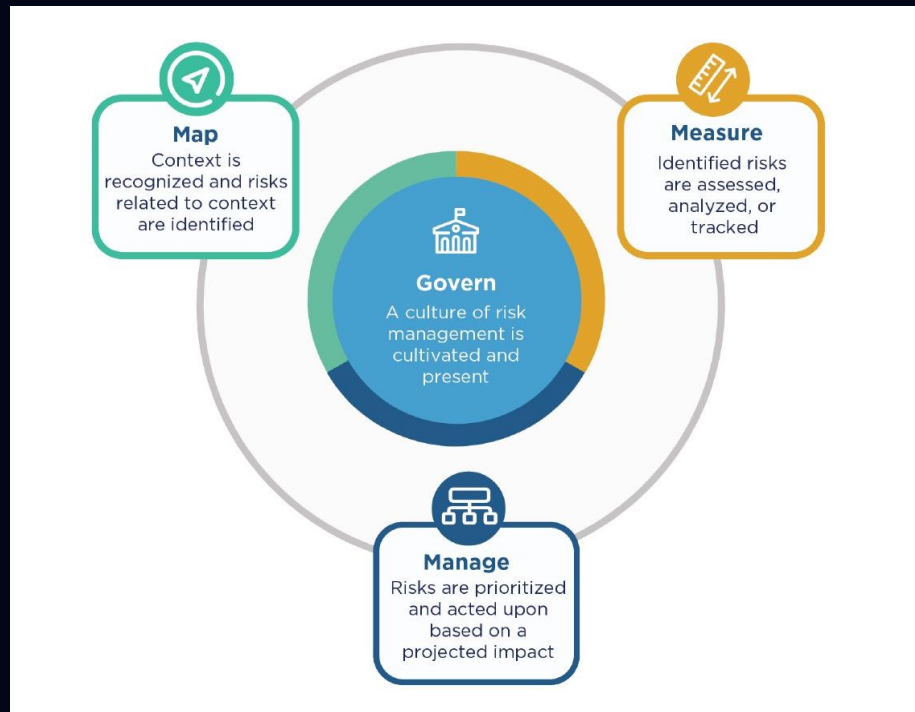 Map
Context is
recognized and risks
related to context
are identified
Measure
Identified risks
are assessed,
analyzed, or
tracked
Govern
A culture of risk
management is
cultivated and
present
Manage
Risks are prioritized
and acted upon
based on a
projected impact